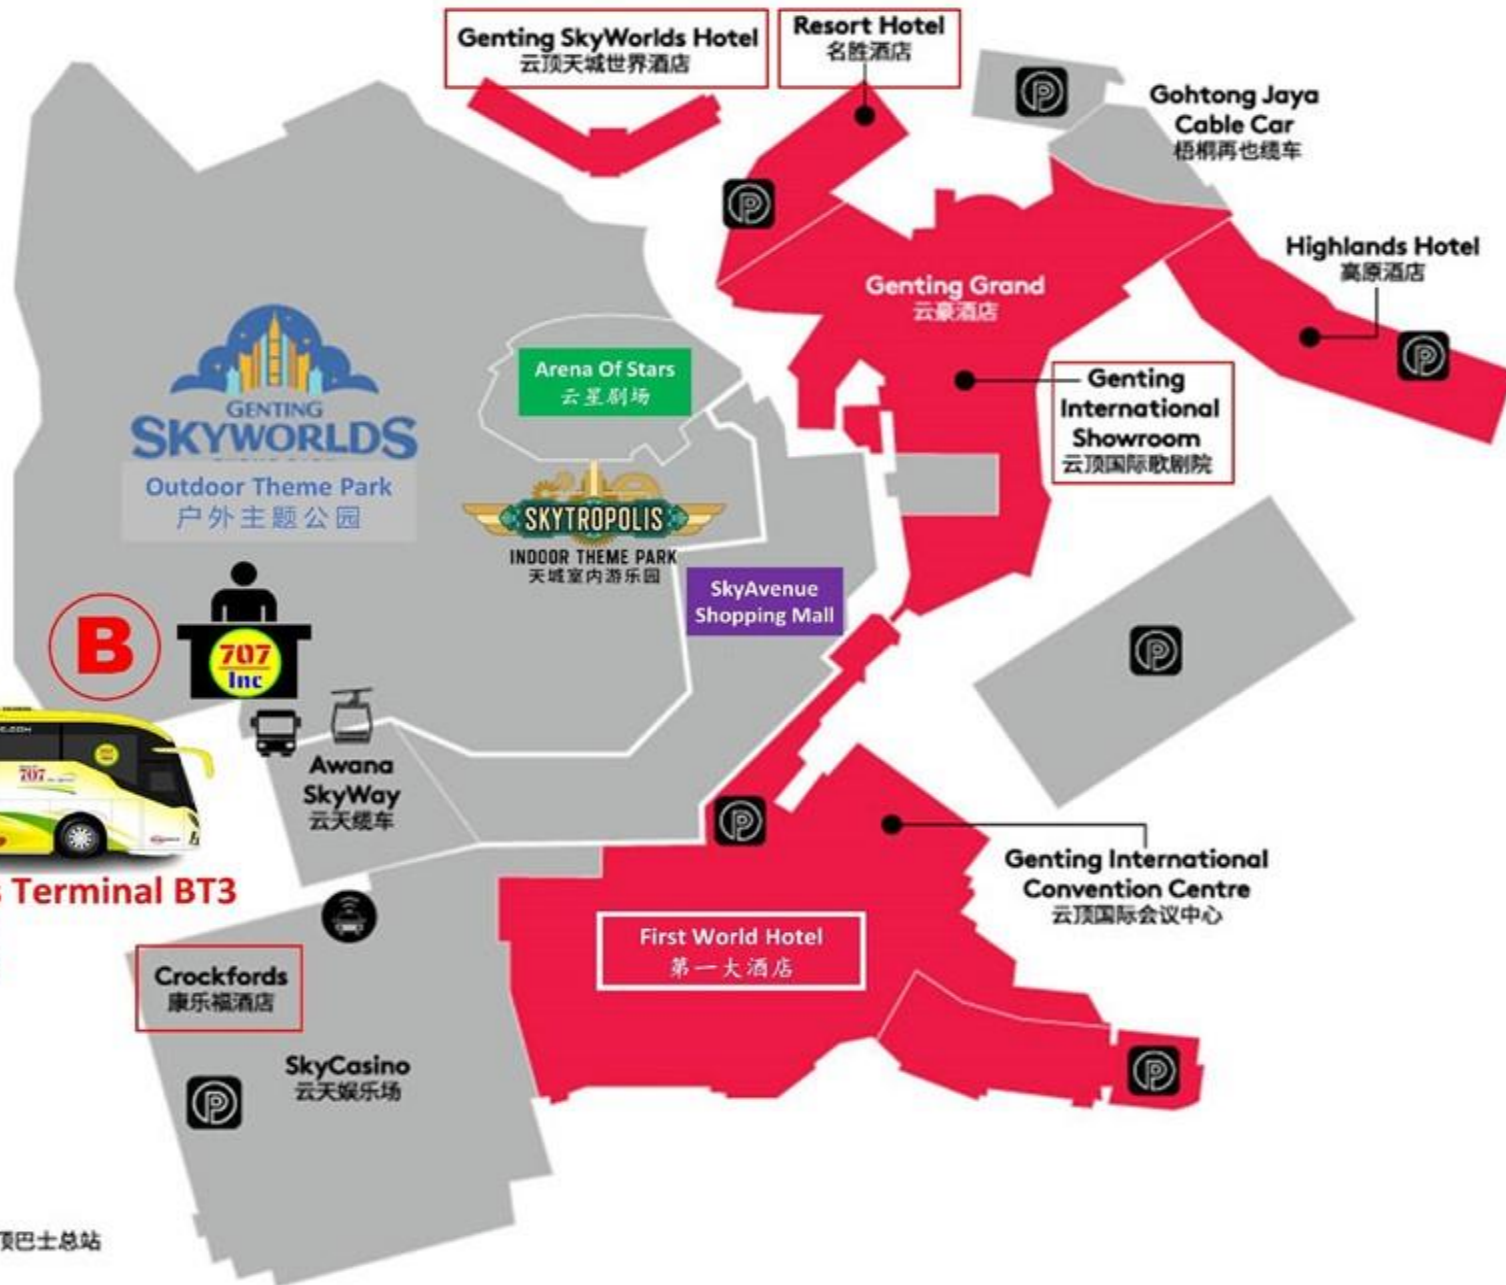 Genting SkyWorlds Hotel
云顶天城世界酒店
Resort Hotel
名胜酒店
P
Gohtong Jaya
Cable Car
梧桐再也缆车
P
Highlands Hotel
高原酒店
P
Genting Grand
云豪酒店
Genting
International
Showroom
云顶国际歌剧院
Arena Of Stars
云星剧场
GENTING
SKYWORLDS
Outdoor Theme Park
户外主题公园
SKYTROPOLIS
INDOOR THEME PARK
天城室内游乐园
SkyAvenue
Shopping Mall
P
B
707
Inc
707
Awana
SkyWay
云天缆车
P
Terminal BT3
Genting International
Convention Centre
云顶国际会议中心
First World Hotel
第一大酒店
Crockfords
康乐福酒店
SkyCasino
云天娱乐场
P
P
顶巴士总站